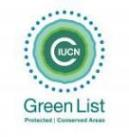 IUCN
Green List
Protected | Conserved Areas